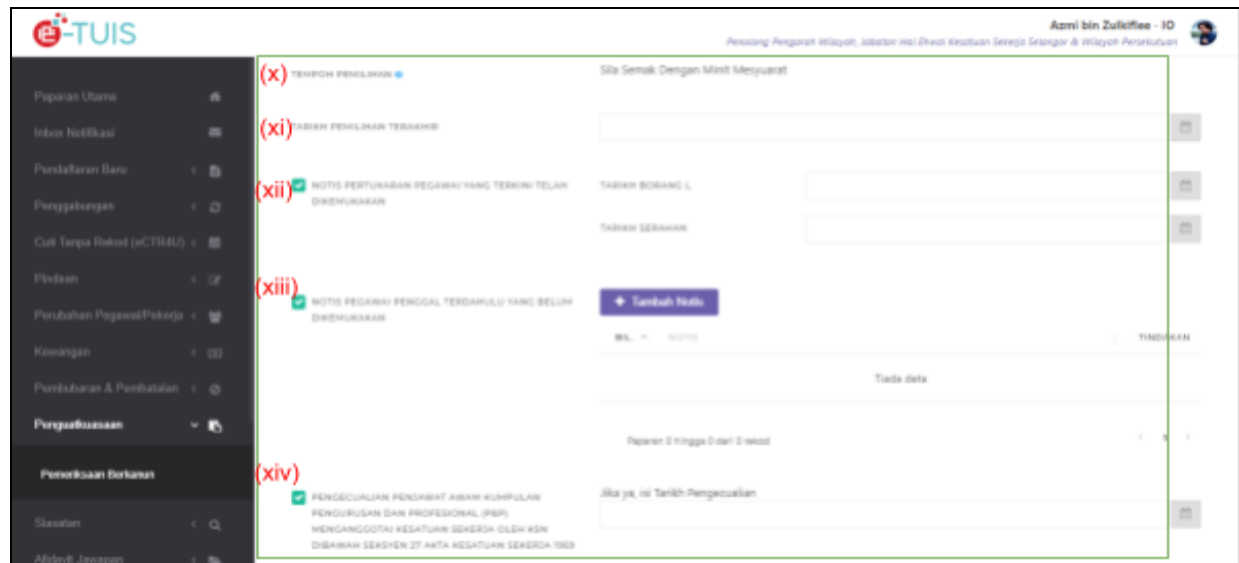 e-TUIS
Azmi bin Zulkiflee - IO
Penolong Pengarah Wilayah, Jabatan Hal Ehwal Kesatuan Sekerja Selangor & Wilayah Persekutuan
(x) TEMPOH PEMILIHAN
Sila Semak Dengan Minit Mesyuarat
Paparan Utama
Inbox Notifikasi
(xi) TARIKH PEMILIHAN TERAKHIR
Pendaftaran Baru
(xii) NOTIS PERTUKARAN PEGAWAI YANG TERKINI TELAH
DIKEMUKAKAN
TARIKH BORANG L
Penggabungan
TARIKH SERAHAN
Cuti Tanpa Rekod (eCTR4U)
Pindaan
(xiii) NOTIS PEGAWAI PENGGAL TERDAHULU YANG BELUM
DIKEMUKAKAN
+ Tambah Notis
Perubahan Pegawai/Pekerja
BIL. NOTIS TINDAKAN
Kewangan
Tiada data
Pembubaran & Pembatalan
Penguatkuasaan
Paparan 0 hingga 0 dari 0 rekod
1
Pemeriksaan Berkanun
(xiv) PENGECUALIAN PENJAWAT AWAM KUMPULAN
PENGURUSAN DAN PROFESIONAL (P&P)
MENGANGGOTAI KESATUAN SEKERJA OLEH KSN
DIBAWAH SEKSYEN 27 AKTA KESATUAN SEKERJA 1959
Jika ya, isi Tarikh Pengecualian
Siasatan
Afidavit Jawapan